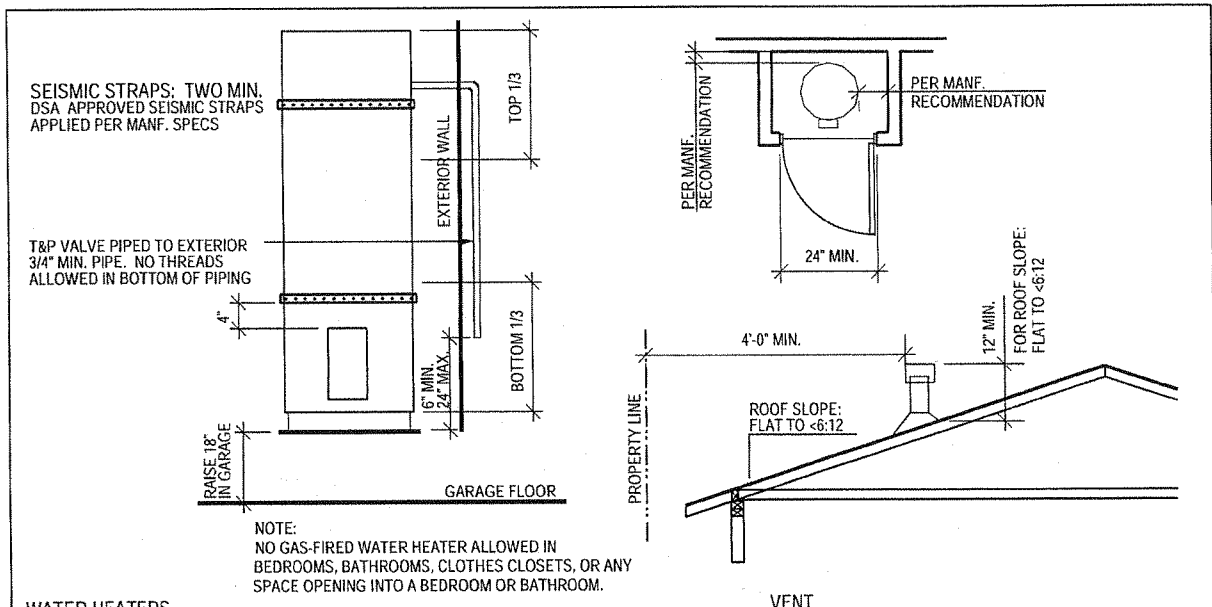 SEISMIC STRAPS: TWO MIN.
DSA APPROVED SEISMIC STRAPS
APPLIED PER MANF. SPECS
TOP 1/3
EXTERIOR WALL
T&P VALVE PIPED TO EXTERIOR
3/4" MIN. PIPE. NO THREADS
ALLOWED IN BOTTOM OF PIPING
4"
6" MIN.
24" MAX.
BOTTOM 1/3
RAISE 18"
IN GARAGE
GARAGE FLOOR
NOTE:
NO GAS-FIRED WATER HEATER ALLOWED IN
BEDROOMS, BATHROOMS, CLOTHES CLOSETS, OR ANY
SPACE OPENING INTO A BEDROOM OR BATHROOM.
WATER HEATERS
PER MANF.
RECOMMENDATION
PER MANF.
RECOMMENDATION
24" MIN.
4'-0" MIN.
12" MIN.
FOR ROOF SLOPE:
FLAT TO <6:12
ROOF SLOPE:
FLAT TO <6:12
PROPERTY LINE
VENT